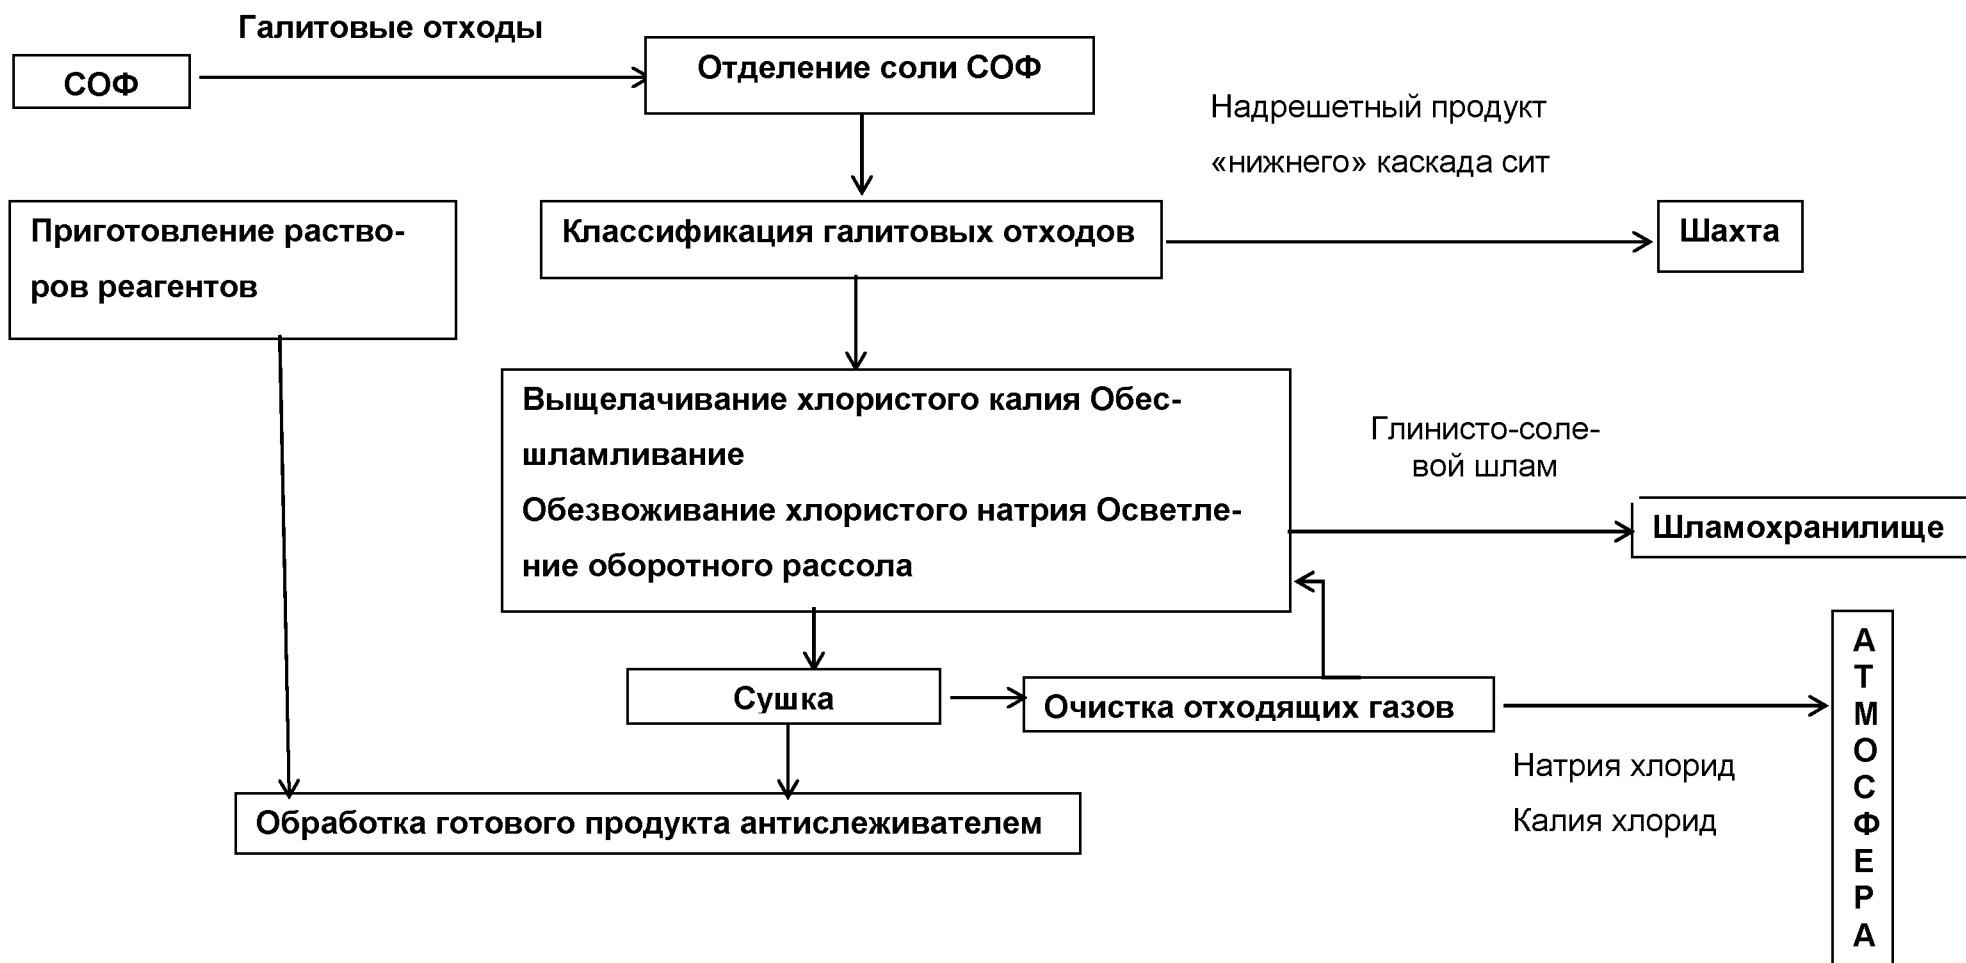 Галитовые отходы
СОФ
Отделение соли СОФ
Надрешетный продукт
«нижнего» каскада сит
Приготовление раство-
ров реагентов
Классификация галитовых отходов
Шахта
Выщелачивание хлористого калия Обес-
шламливание
Обезвоживание хлористого натрия Осветле-
ние оборотного рассола
Глинисто-соле-
вой шлам
Шламохранилище
Сушка
Очистка отходящих газов
Натрия хлорид
Калия хлорид
Обработка готового продукта антислеживателем
А
Т
М
О
С
Ф
Е
Р
А